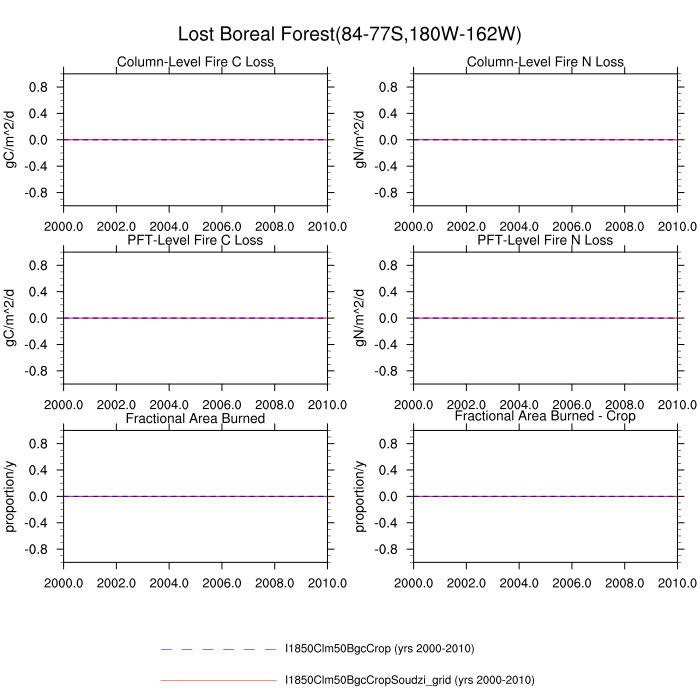 Lost Boreal Forest(84-77S,180W-162W)
Column-Level Fire C Loss
gC/m^2/d
0.8
0.4
0.0
-0.4
-0.8
2000.0 2002.0 2004.0 2006.0 2008.0 2010.0
Column-Level Fire N Loss
gN/m^2/d
0.8
0.4
0.0
-0.4
-0.8
2000.0 2002.0 2004.0 2006.0 2008.0 2010.0
PFT-Level Fire C Loss
gC/m^2/d
0.8
0.4
0.0
-0.4
-0.8
2000.0 2002.0 2004.0 2006.0 2008.0 2010.0
PFT-Level Fire N Loss
gN/m^2/d
0.8
0.4
0.0
-0.4
-0.8
2000.0 2002.0 2004.0 2006.0 2008.0 2010.0
Fractional Area Burned
proportion/y
0.8
0.4
0.0
-0.4
-0.8
2000.0 2002.0 2004.0 2006.0 2008.0 2010.0
Fractional Area Burned - Crop
proportion/y
0.8
0.4
0.0
-0.4
-0.8
2000.0 2002.0 2004.0 2006.0 2008.0 2010.0
I1850Clm50BgcCrop (yrs 2000-2010)
I1850Clm50BgcCropSoudzi_grid (yrs 2000-2010)